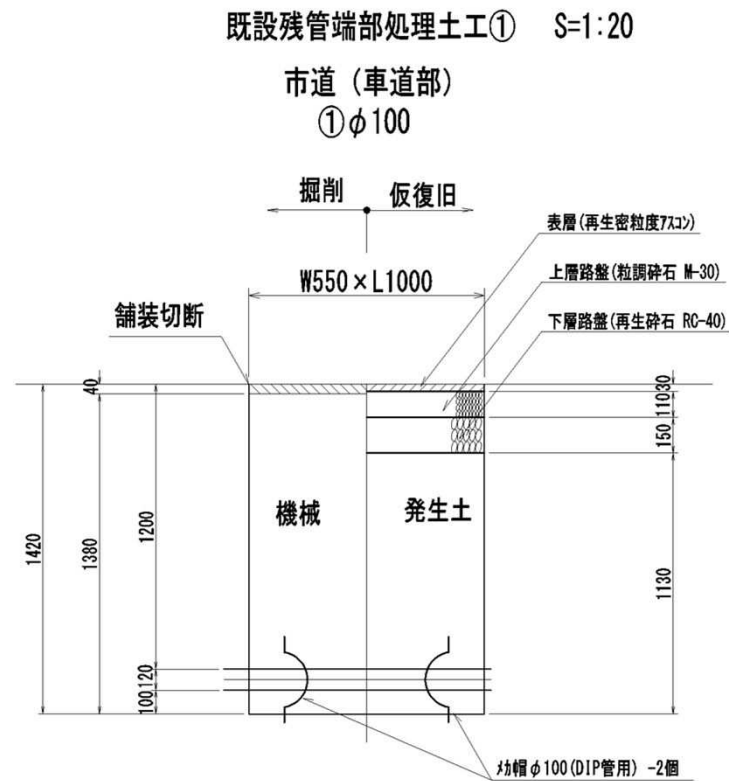 既設残管端部処理土工① S=1:20
市道（車道部）
①φ100
掘削 仮復旧
表層(再生密粒度ｱｽｺﾝ)
W550×L1000
上層路盤(粒調砕石 M-30)
舗装切断
下層路盤(再生砕石 RC-40)
40
30
110
150
1200
機械
発生土
1420
1380
1130
120
100
ﾒｶ帽φ100(DIP管用) -2個